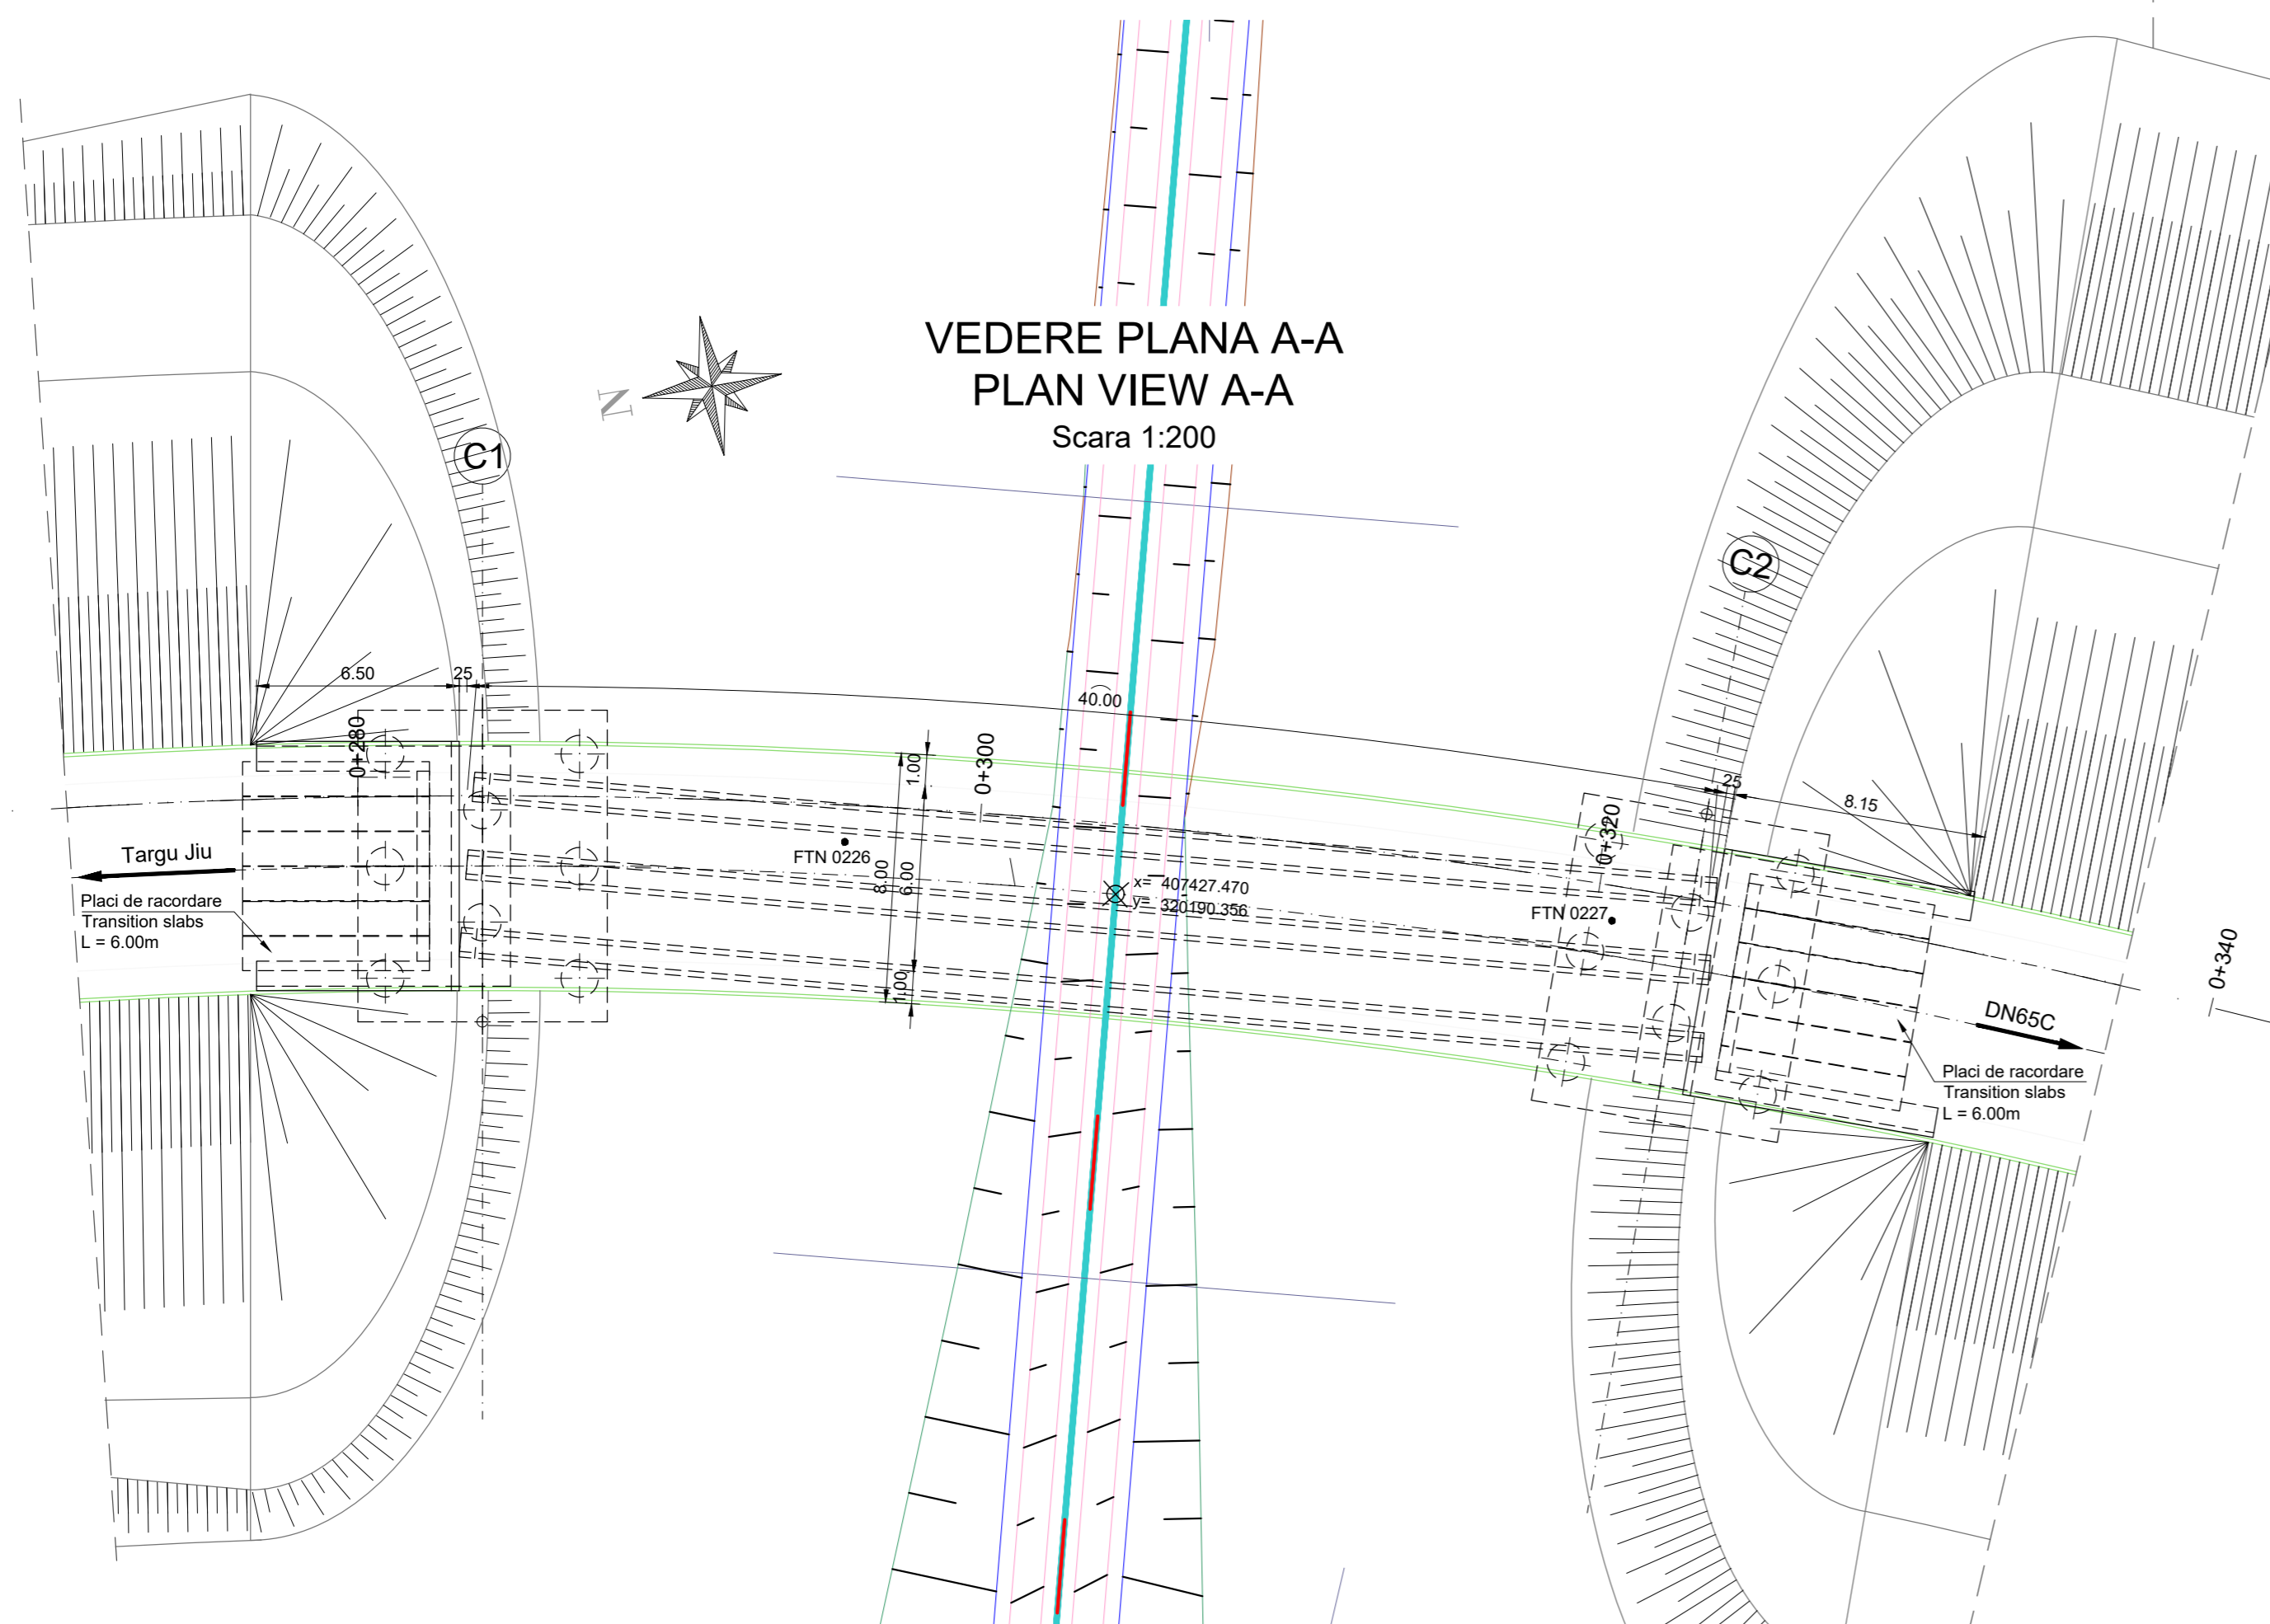 VEDERE PLANA A-A
PLAN VIEW A-A
Scara 1:200
N
C1
C2
6.50
25
40.00
25
8.15
0+280
0+300
0+320
0+340
1.00
8.00
6.00
1.00
FTN 0226
x= 407427.470
y= 320190.356
FTN 0227
Targu Jiu
Placi de racordare
Transition slabs
L = 6.00m
DN65C
Placi de racordare
Transition slabs
L = 6.00m